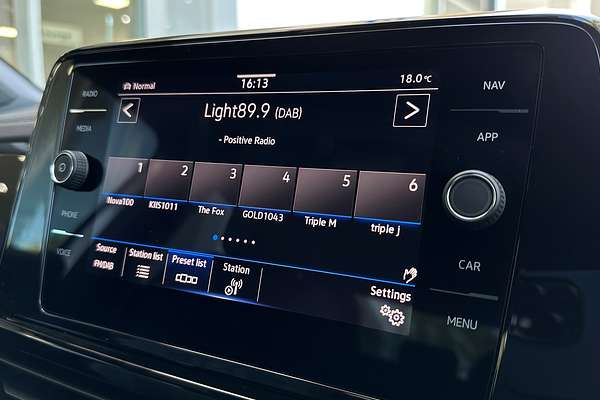 Normal
16:13
18.0°C
RADIO
MEDIA
PHONE
VOICE
Light89.9 (DAB)
- Positive Radio
1 2 3 4 5 6
Nova100 KIIS1011 The Fox GOLD1043 Triple M triple j
Source
FM/DAB
Station list
Preset list
Station
Settings
NAV
APP
CAR
MENU